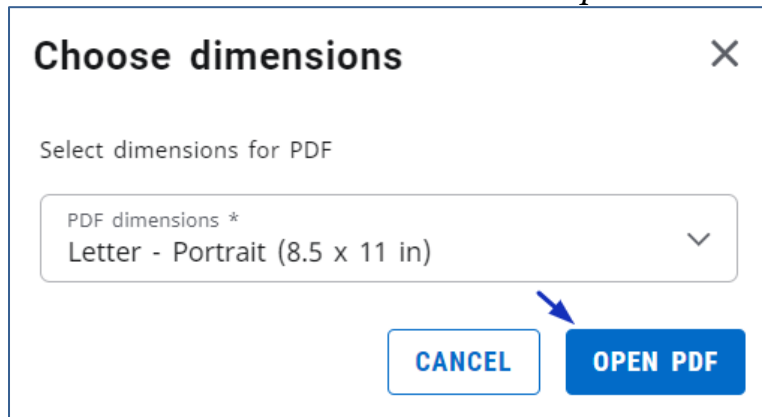 Choose dimensions
Select dimensions for PDF
PDF dimensions *
Letter - Portrait (8.5 x 11 in)
CANCEL
OPEN PDF